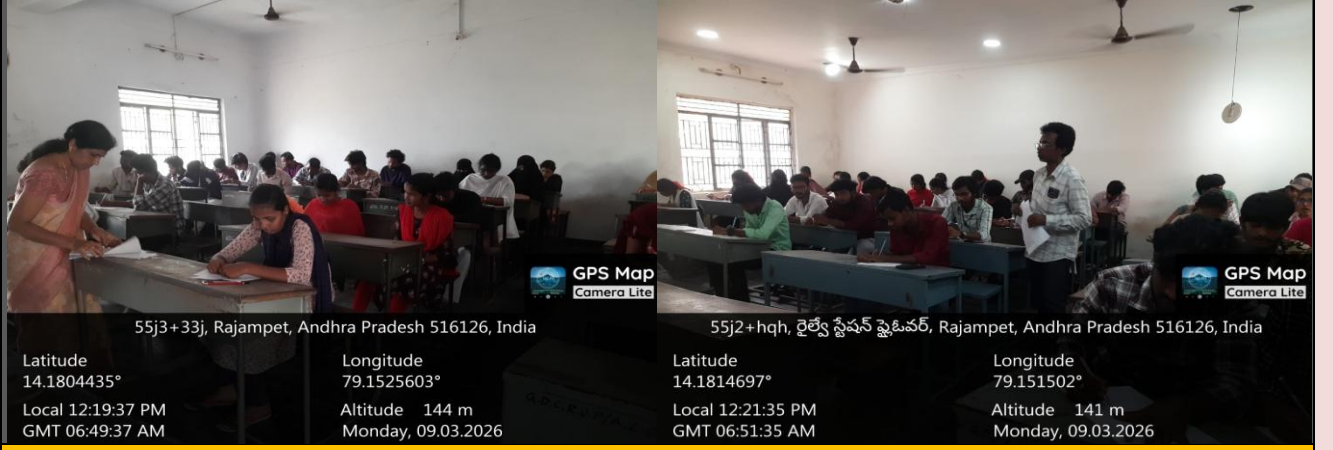 GPS Map
Camera Lite
55j3+33j, Rajampet, Andhra Pradesh 516126, India
Latitude
14.1804435°
Longitude
79.1525603°
Local 12:19:37 PM
GMT 06:49:37 AM
Altitude 144 m
Monday, 09.03.2026
GPS Map
Camera Lite
55j2+hqh, రైల్వే స్టేషన్ ఫ్లైఓవర్, Rajampet, Andhra Pradesh 516126, India
Latitude
14.1814697°
Longitude
79.151502°
Local 12:21:35 PM
GMT 06:51:35 AM
Altitude 141 m
Monday, 09.03.2026